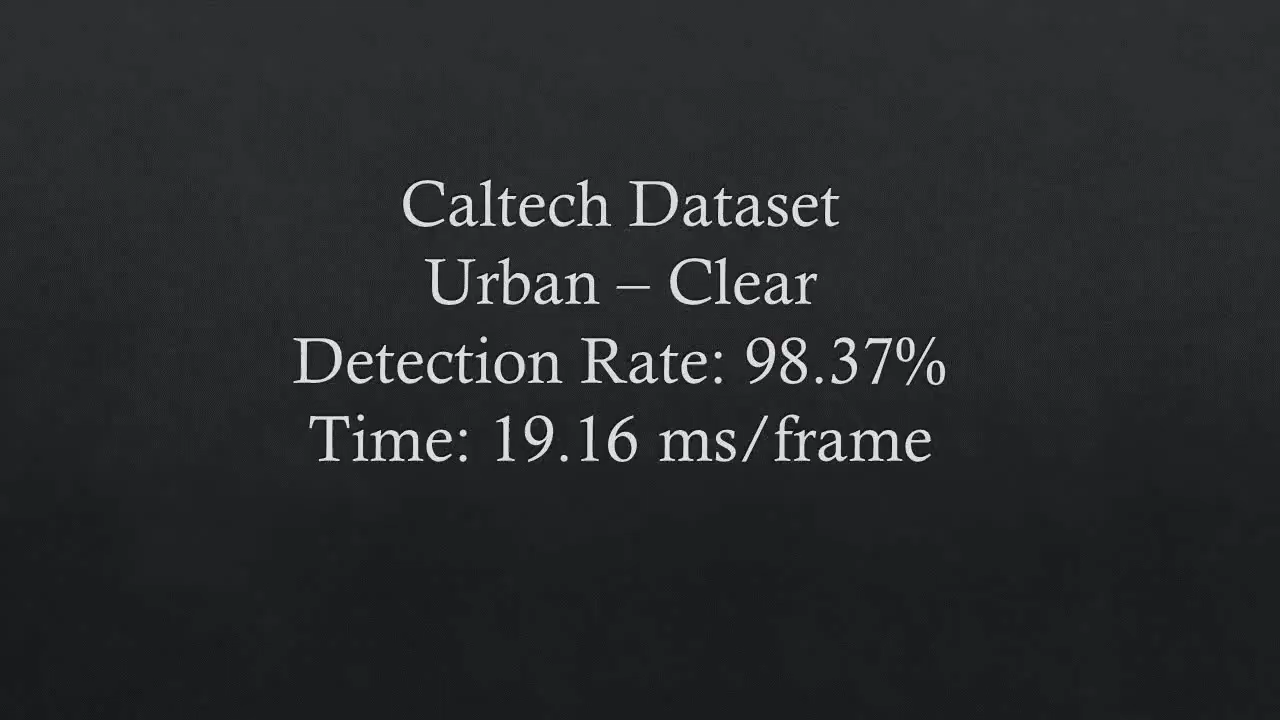 Caltech Dataset
Urban – Clear
Detection Rate: 98.37%
Time: 19.16 ms/frame